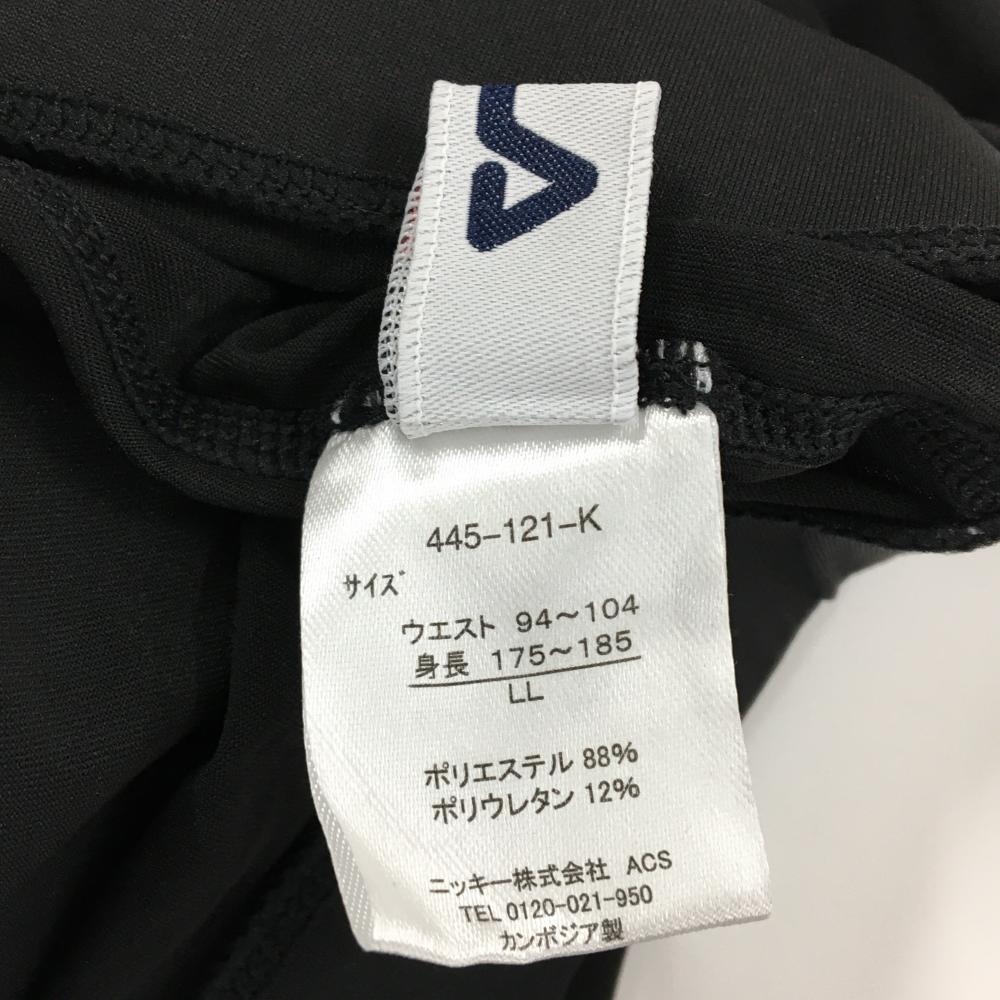 445-121-K
サイズ
ウエスト 94～104
身長 175～185
LL
ポリエステル 88%
ポリウレタン 12%
ニッキー株式会社 ACS
TEL 0120-021-950
カンボジア製